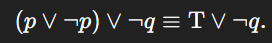 (p ∨ ¬p) ∨ ¬q ≡ T ∨ ¬q.